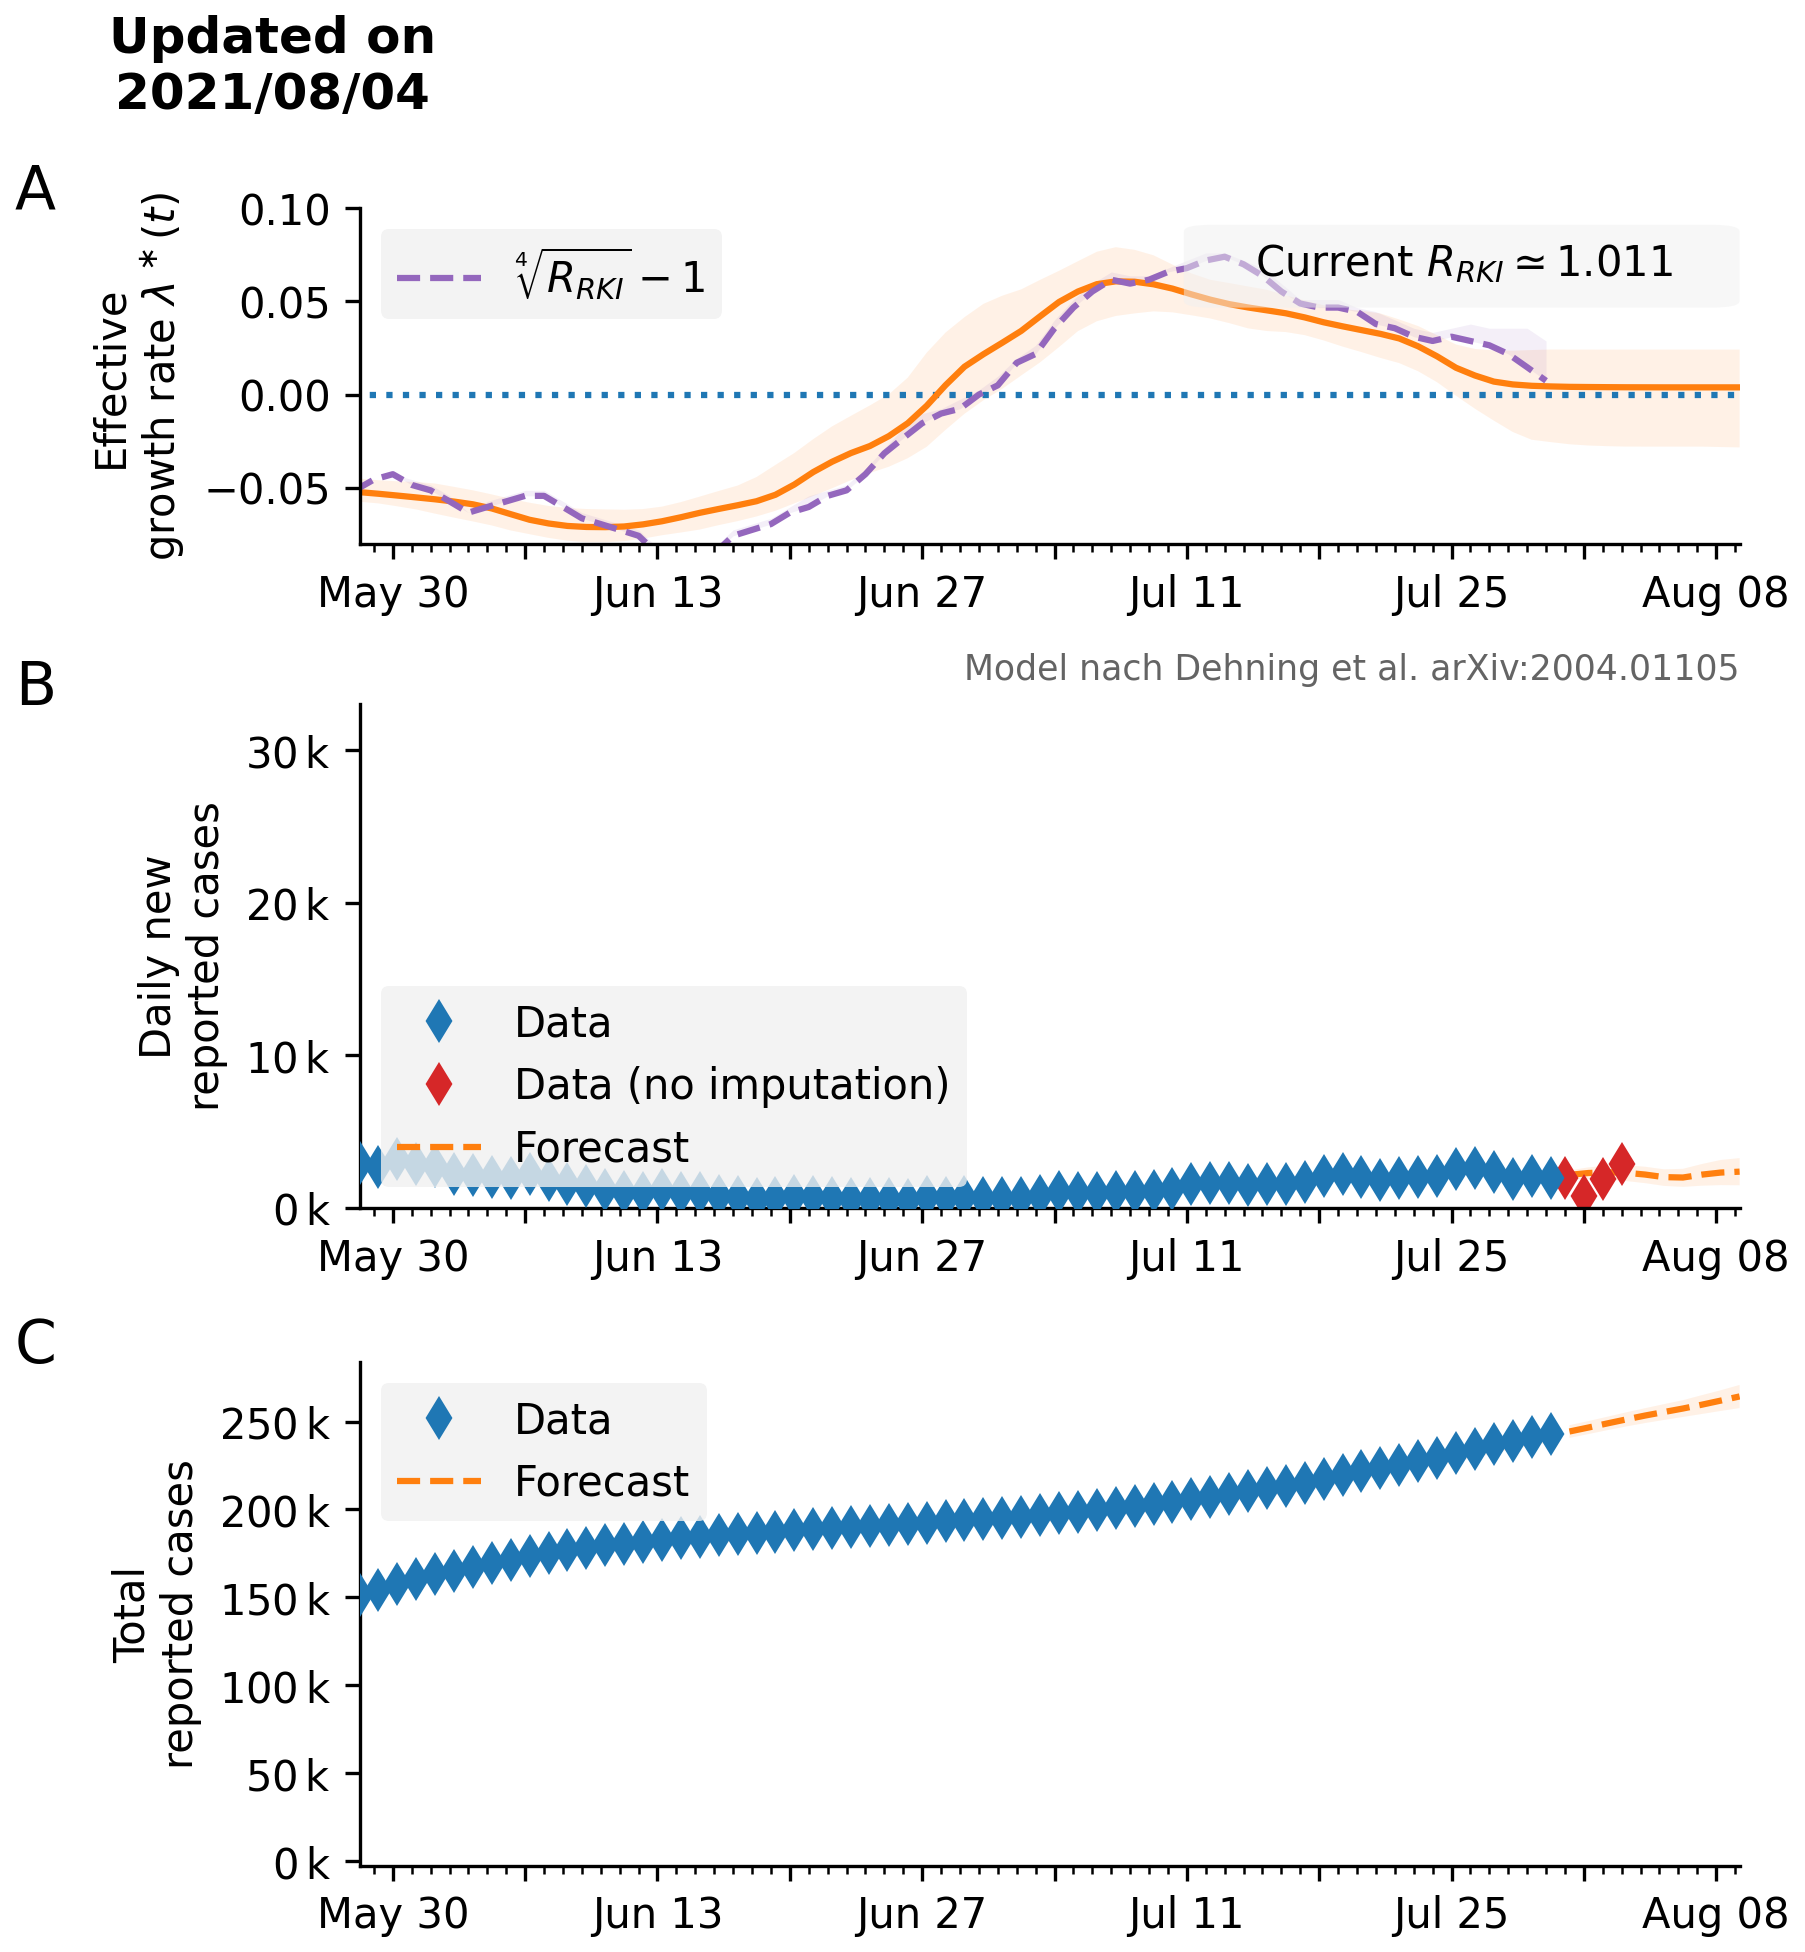 Updated on
2021/08/04
A
Effective
growth rate λ * (t)
0.10
0.05
0.00
−0.05
∜R_RKI − 1
Current R_RKI ≃ 1.011
May 30 Jun 13 Jun 27 Jul 11 Jul 25 Aug 08
Model nach Dehning et al. arXiv:2004.01105
B
Daily new
reported cases
30 k
20 k
10 k
0 k
Data
Data (no imputation)
Forecast
May 30 Jun 13 Jun 27 Jul 11 Jul 25 Aug 08
C
Total
reported cases
250 k
200 k
150 k
100 k
50 k
0 k
Data
Forecast
May 30 Jun 13 Jun 27 Jul 11 Jul 25 Aug 08